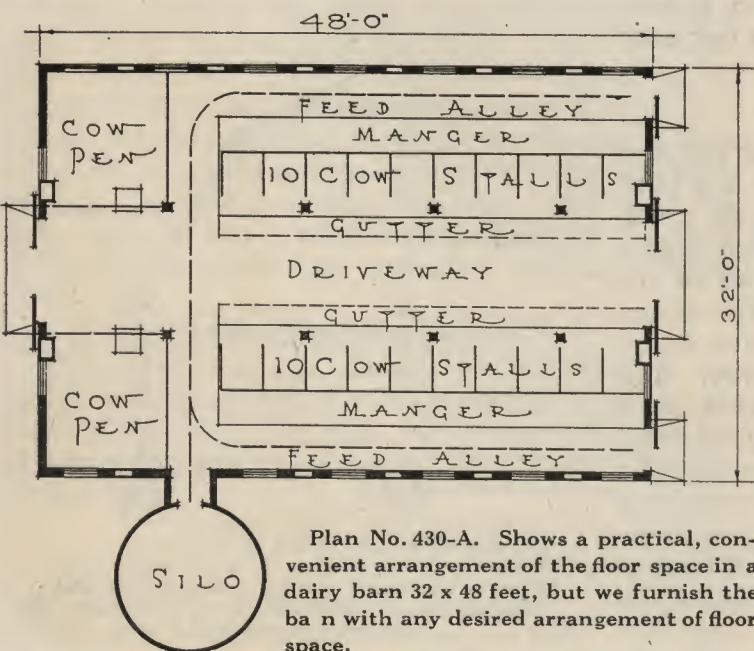 48'-0"
FEED ALLEY
MANGER
COW
PEN
10 COW STALLS
GUTTER
DRIVEWAY
32'-0"
GUTTER
10 COW STALLS
COW
PEN
MANGER
FEED ALLEY
SILO
Plan No. 430-A. Shows a practical, con-
venient arrangement of the floor space in a
dairy barn 32 x 48 feet, but we furnish the
ba n with any desired arrangement of floor
space.